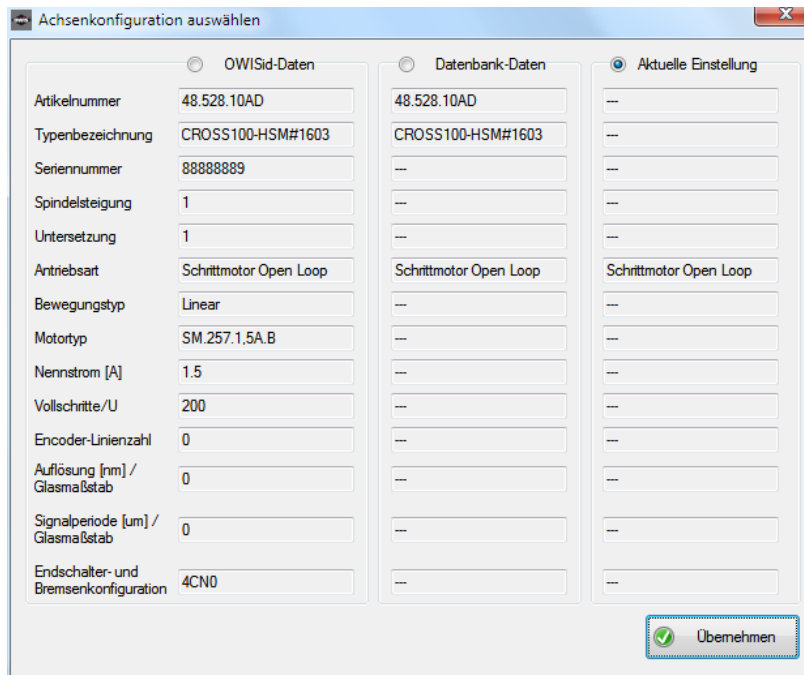 Achsenkonfiguration auswählen
OWISid-Daten Datenbank-Daten Aktuelle Einstellung
Artikelnummer 48.528.10AD 48.528.10AD ---
Typenbezeichnung CROSS100-HSM#1603 CROSS100-HSM#1603 ---
Seriennummer 88888889 --- ---
Spindelsteigung 1 --- ---
Untersetzung 1 --- ---
Antriebsart Schrittmotor Open Loop Schrittmotor Open Loop Schrittmotor Open Loop
Bewegungstyp Linear --- ---
Motortyp SM.257.1,5A.B --- ---
Nennstrom [A] 1.5 --- ---
Vollschritte/U 200 --- ---
Encoder-Linienzahl 0 --- ---
Auflösung [nm] /
Glasmaßstab 0 --- ---
Signalperiode [um] /
Glasmaßstab 0 --- ---
Endschalter- und
Bremsenkonfiguration 4CN0 --- ---
Übernehmen